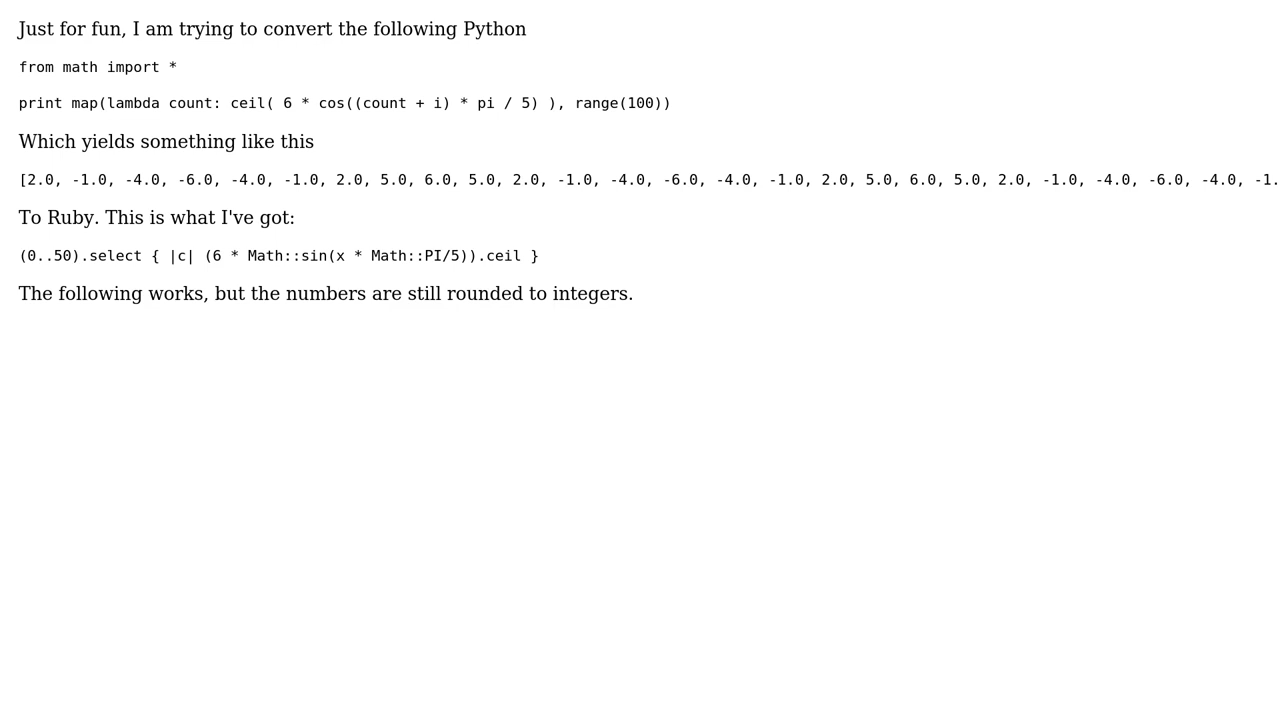 Just for fun, I am trying to convert the following Python
from math import *
print map(lambda count: ceil( 6 * cos((count + i) * pi / 5) ), range(100))
Which yields something like this
[2.0, -1.0, -4.0, -6.0, -4.0, -1.0, 2.0, 5.0, 6.0, 5.0, 2.0, -1.0, -4.0, -6.0, -4.0, -1.0, 2.0, 5.0, 6.0, 5.0, 2.0, -1.0, -4.0, -6.0, -4.0, -1.
To Ruby. This is what I've got:
(0..50).select { |c| (6 * Math::sin(x * Math::PI/5)).ceil }
The following works, but the numbers are still rounded to integers.